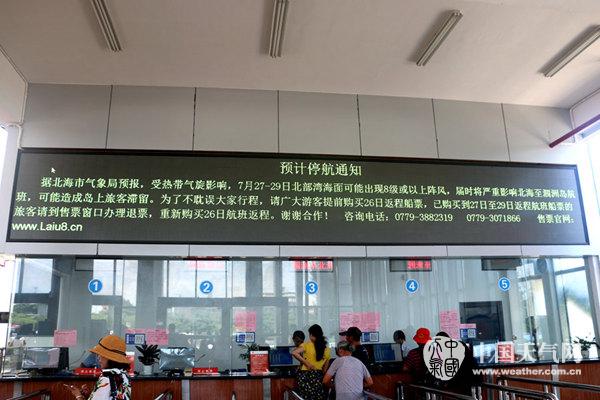 预计停航通知
据北海市气象局预报，受热带气旋影响，7月27-29日北部湾海面可能出现8级或以上阵风，届时将严重影响北海至涠洲岛航
班，可能造成岛上旅客滞留。为了不耽误大家行程，请广大游客提前购买26日返程船票，已购买到27日至29日返程航班船票的
旅客请到售票窗口办理退票，重新购买26日航班返程。谢谢合作！ 咨询电话：0779-3882319 0779-3071866 售票官网：
www.Laiu8.cn
1
2
3
4
5
中国天气
中国天气网
www.weather.com.cn